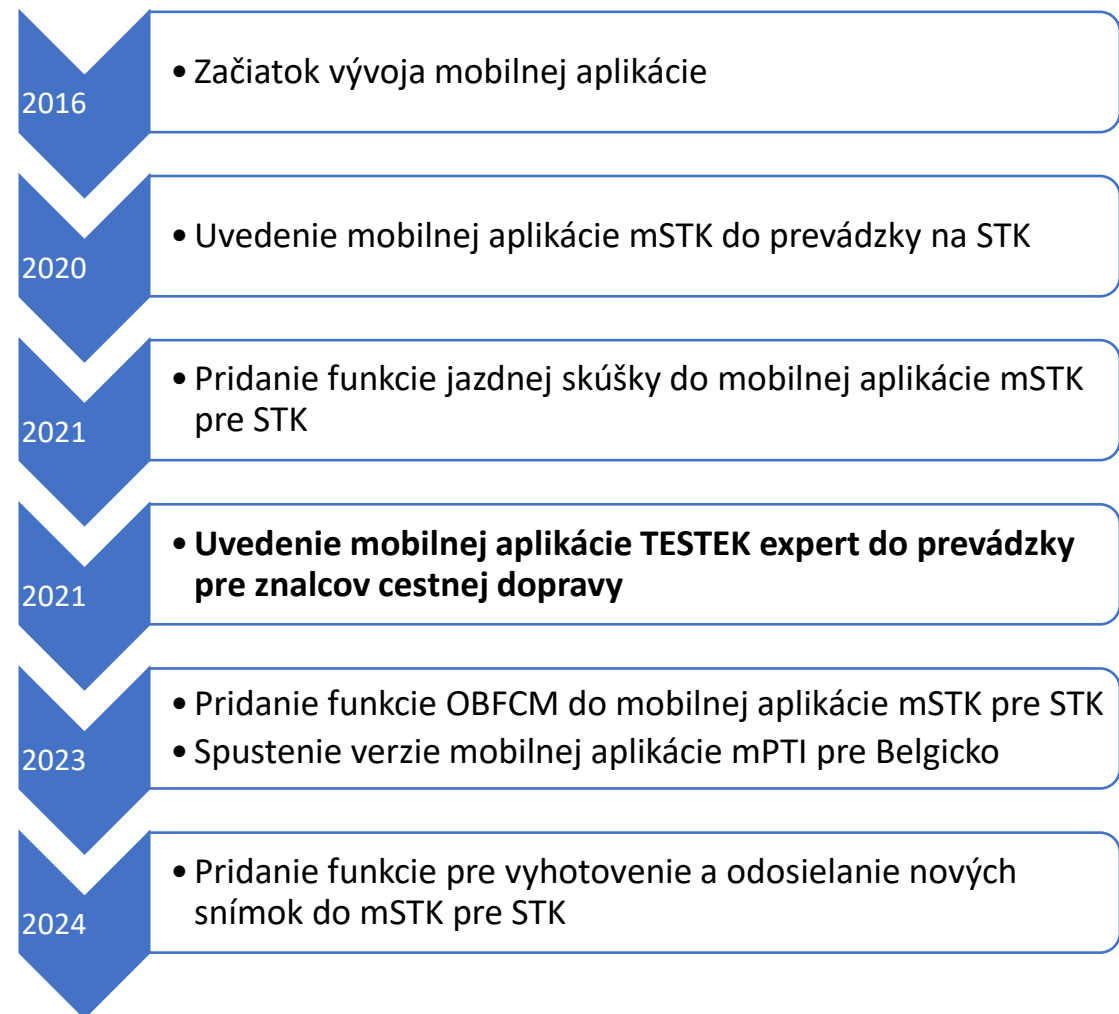 2016
• Začiatok vývoja mobilnej aplikácie
2020
• Uvedenie mobilnej aplikácie mSTK do prevádzky na STK
2021
• Pridanie funkcie jazdnej skúšky do mobilnej aplikácie mSTK
pre STK
2021
• Uvedenie mobilnej aplikácie TESTEK expert do prevádzky
pre znalcov cestnej dopravy
2023
• Pridanie funkcie OBFCM do mobilnej aplikácie mSTK pre STK
• Spustenie verzie mobilnej aplikácie mPTI pre Belgicko
2024
• Pridanie funkcie pre vyhotovenie a odosielanie nových
snímok do mSTK pre STK